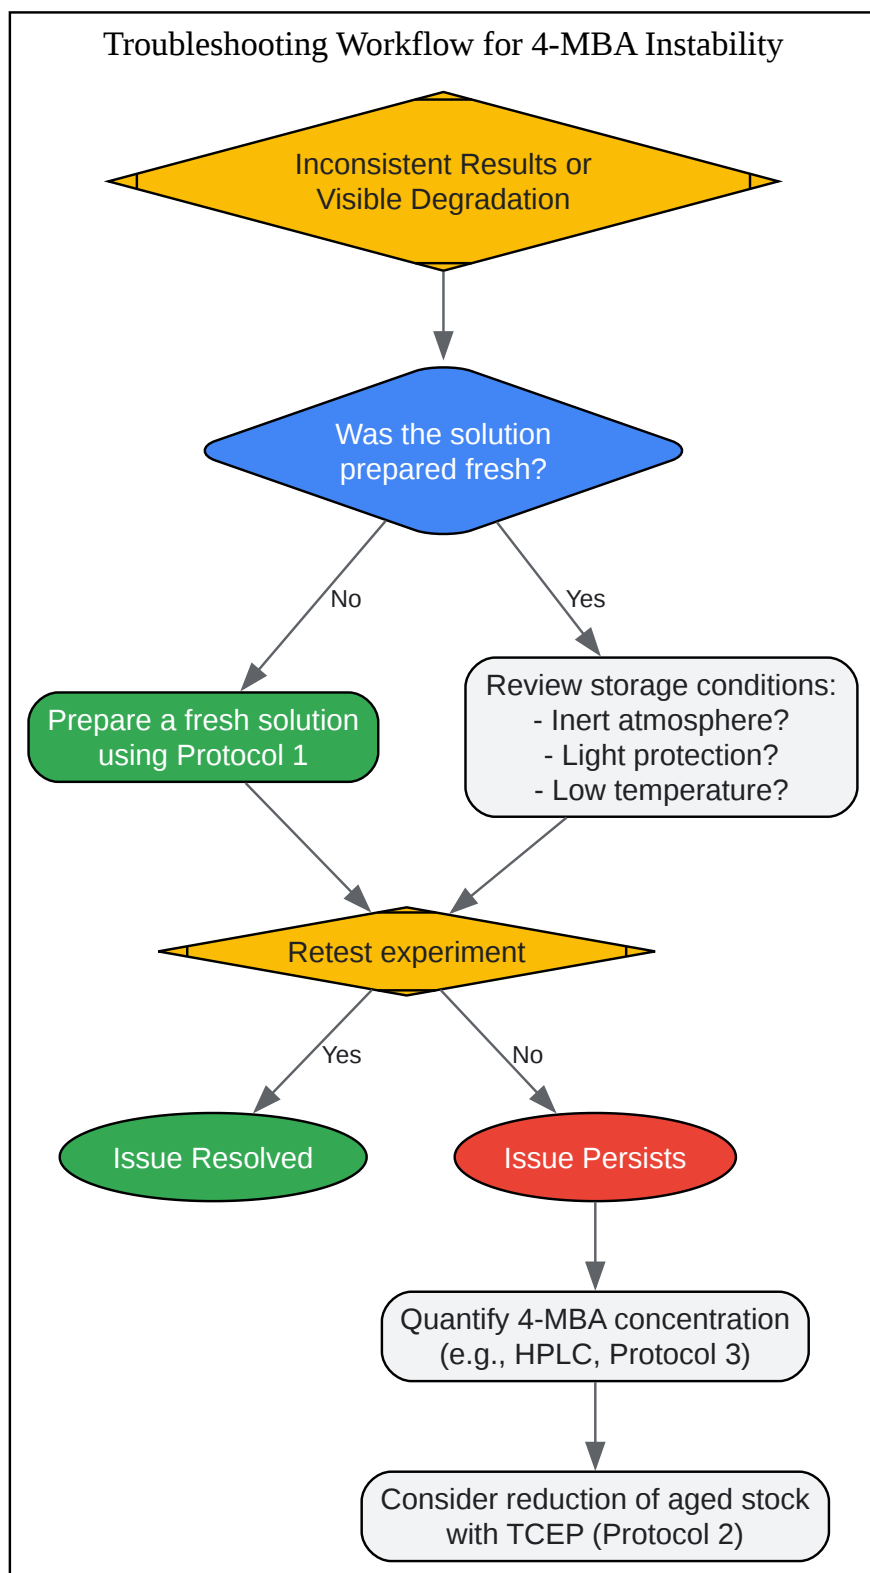 Troubleshooting Workflow for 4-MBA Instability
Inconsistent Results or
Visible Degradation
Was the solution
prepared fresh?
No
Yes
Prepare a fresh solution
using Protocol 1
Review storage conditions:
- Inert atmosphere?
- Light protection?
- Low temperature?
Retest experiment
Yes
No
Issue Resolved
Issue Persists
Quantify 4-MBA concentration
(e.g., HPLC, Protocol 3)
Consider reduction of aged stock
with TCEP (Protocol 2)